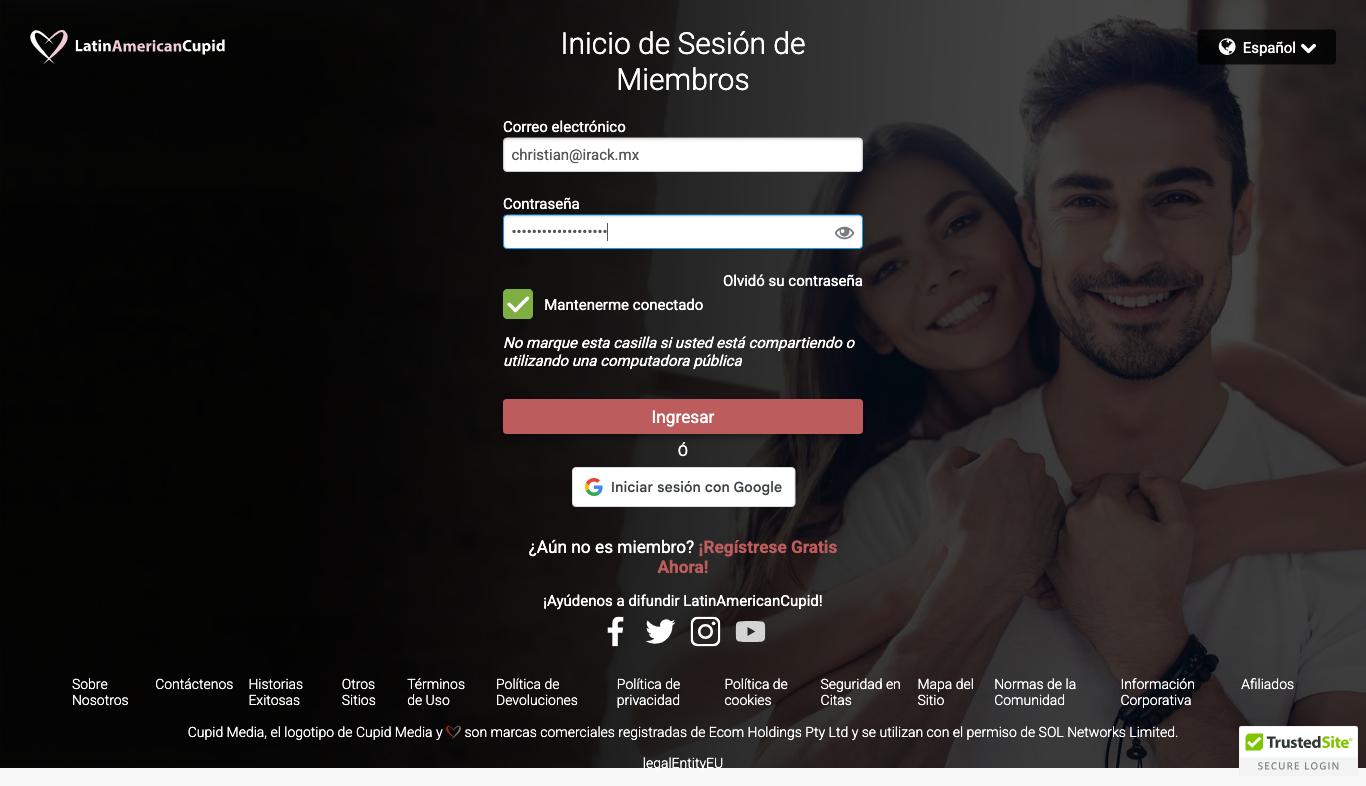 LatinAmericanCupid
Inicio de Sesión de
Miembros
Español
Correo electrónico
christian@irack.mx
Contraseña
•••••••••••••••••••
Olvidó su contraseña
Mantenerme conectado
No marque esta casilla si usted está compartiendo o
utilizando una computadora pública
Ingresar
Ó
Iniciar sesión con Google
¿Aún no es miembro? ¡Regístrese Gratis
Ahora!
¡Ayúdenos a difundir LatinAmericanCupid!
Sobre
Nosotros
Contáctenos
Historias
Exitosas
Otros
Sitios
Términos
de Uso
Política de
Devoluciones
Política de
privacidad
Política de
cookies
Seguridad en
Citas
Mapa del
Sitio
Normas de la
Comunidad
Información
Corporativa
Afiliados
Cupid Media, el logotipo de Cupid Media y son marcas comerciales registradas de Ecom Holdings Pty Ltd y se utilizan con el permiso de SOL Networks Limited.
legalEntityEU
TrustedSite
SECURE LOGIN